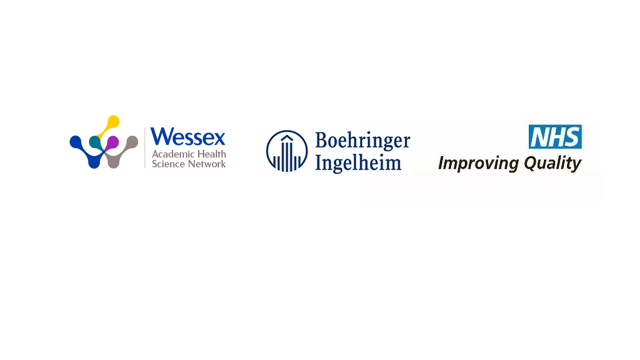 Wessex
Academic Health
Science Network
Boehringer
Ingelheim
NHS
Improving Quality